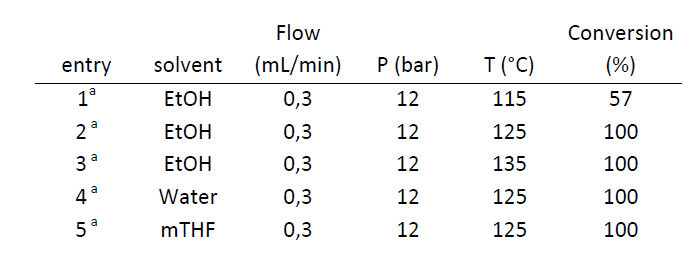 Flow Conversion
entry solvent (mL/min) P (bar) T (°C) (%)
1a EtOH 0,3 12 115 57
2 a EtOH 0,3 12 125 100
3 a EtOH 0,3 12 135 100
4 a Water 0,3 12 125 100
5 a mTHF 0,3 12 125 100